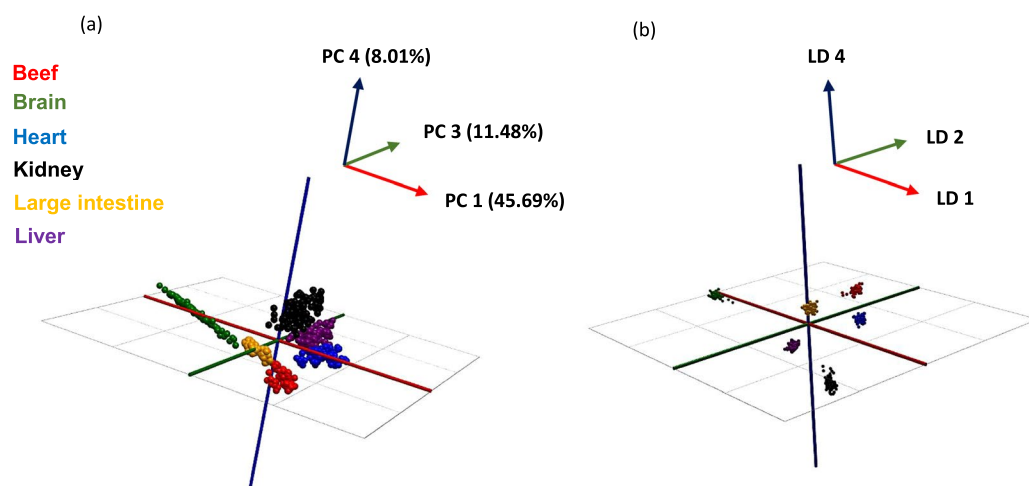 (a)
PC 4 (8.01%)
PC 3 (11.48%)
PC 1 (45.69%)
Beef
Brain
Heart
Kidney
Large intestine
Liver
(b)
LD 4
LD 2
LD 1